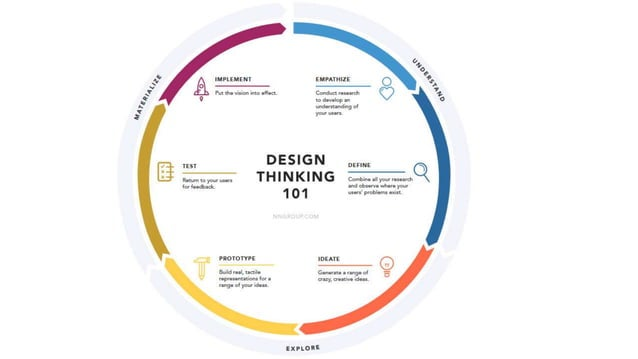 DESIGN
THINKING
101
NNGROUP.COM
UNDERSTAND
EMPATHIZE
Conduct research
to develop an
understanding of
your users.
DEFINE
Combine all your research
and observe where your
users' problems exist.
EXPLORE
IDEATE
Generate a range of
crazy, creative ideas.
PROTOTYPE
Build real, tactile
representations for a
range of your ideas.
MATERIALIZE
TEST
Return to your users
for feedback.
IMPLEMENT
Put the vision into effect.